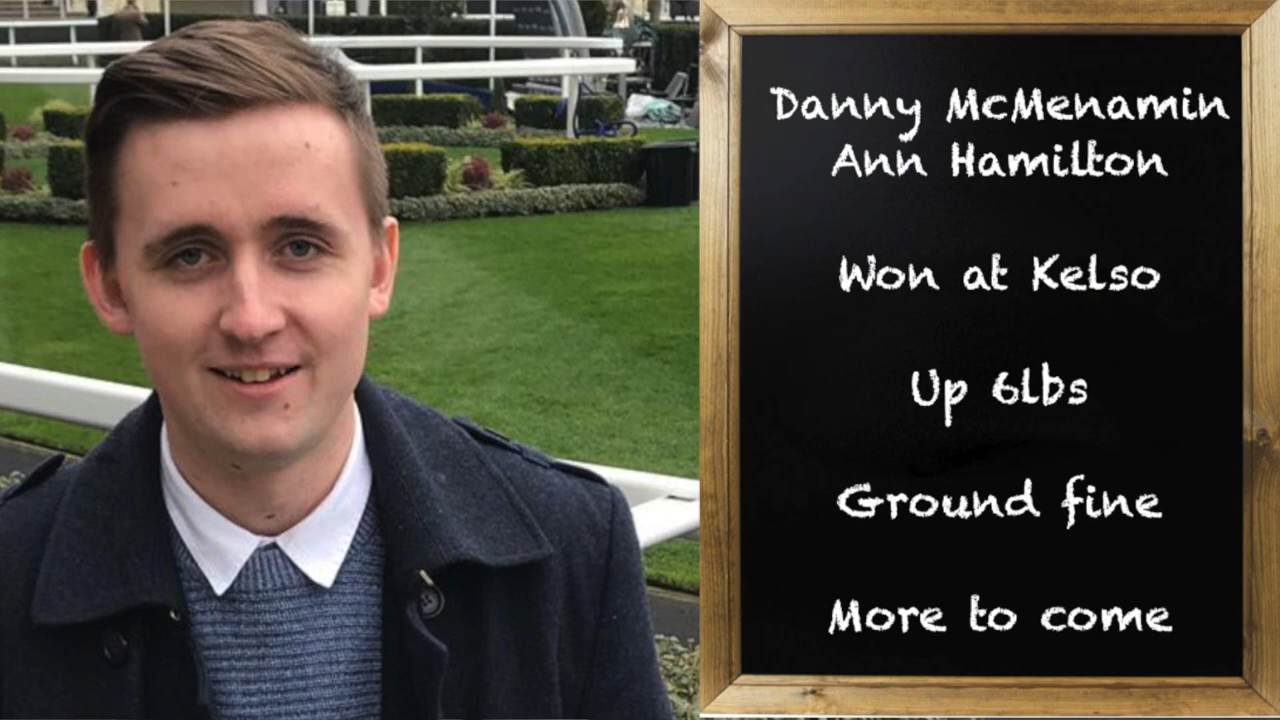 Danny McMenamin
Ann Hamilton
Won at Kelso
Up 6lbs
Ground fine
More to come